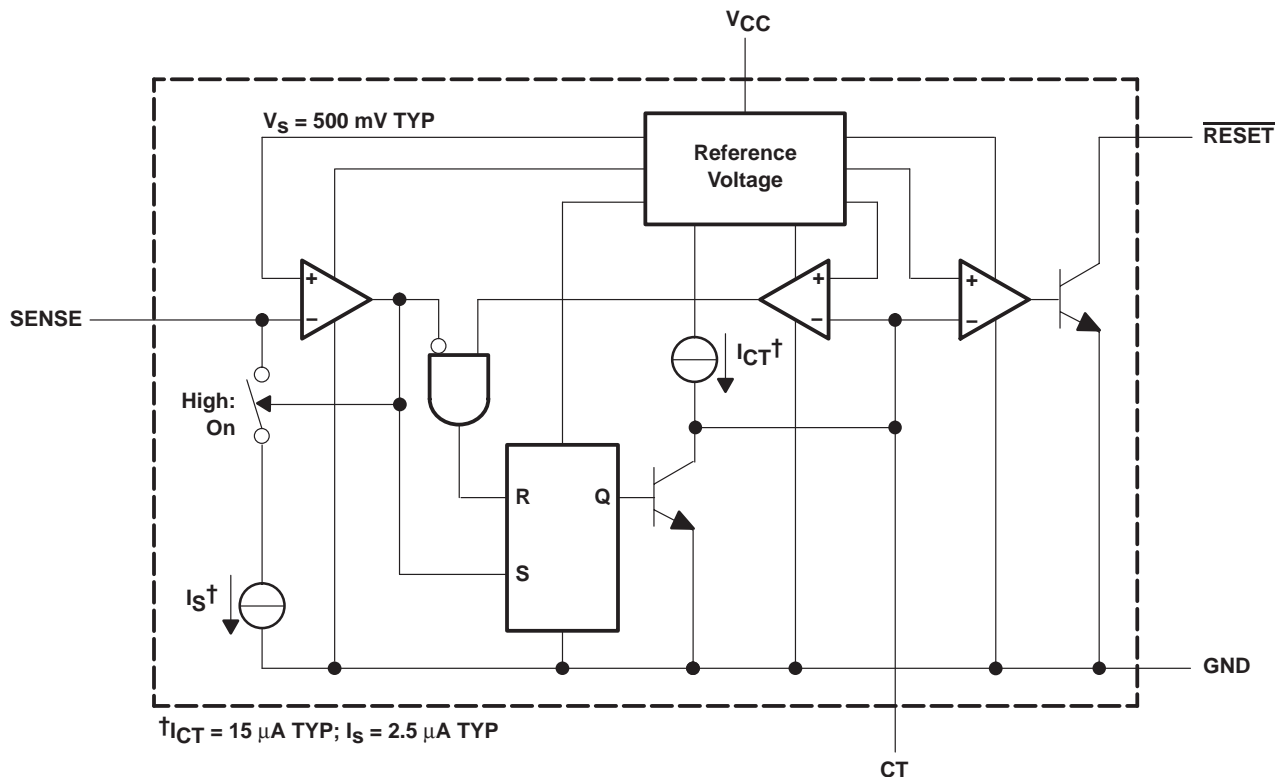 VCC
VS = 500 mV TYP
Reference
Voltage
RESET
+
−
+
−
+
−
SENSE
ICT†
High:
On
R
Q
S
IS†
GND
†ICT = 15 μA TYP; IS = 2.5 μA TYP
CT